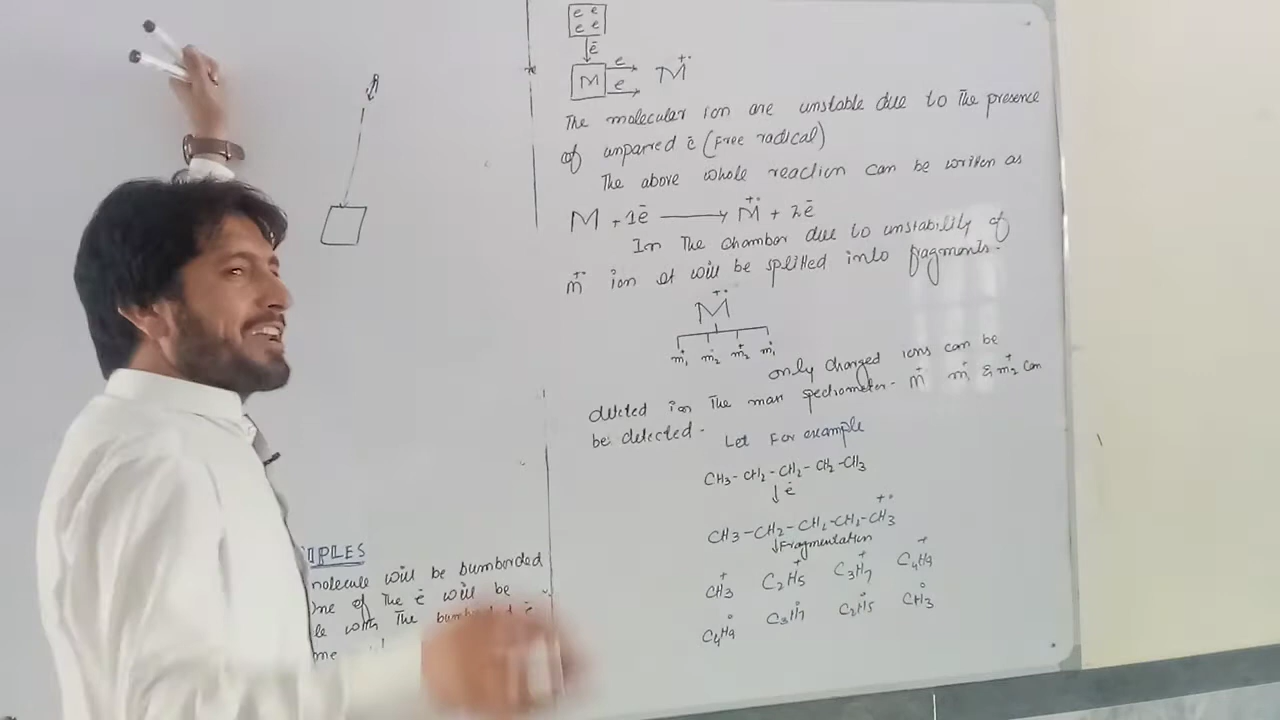 IPLES
molecule will be bumborded
one of the ē will be
with the
e e
e e
ē
M e e M+·
The molecular ion are unstable due to The presence
of unparred ē (Free radical)
The above whole reaction can be written as
M + 1ē ⟶ M+· + 2ē
In The chamber due to unstability of
m+· ion it will be splitted into fragments.
M+·
m₁+ m₂· m₂+ m₁·
only charged ions can be
detcted in The mass spectrometer. M+ m₁+ & m₂+ can
be detected.
Let For example
CH3-CH2-CH2-CH2-CH3
↓ē
CH3-CH2-CH2-CH2-CH3+·
↓Fragmentation
CH3+ C2H5+ C3H7+ C4H9+
C4H9 C3H7 C2H5 CH3